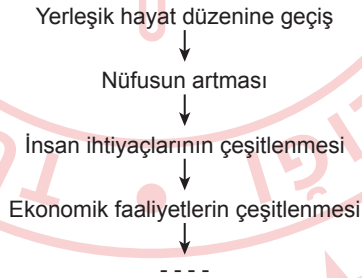 Yerleşik hayat düzenine geçiş
Nüfusun artması
İnsan ihtiyaçlarının çeşitlenmesi
Ekonomik faaliyetlerin çeşitlenmesi
- - - -